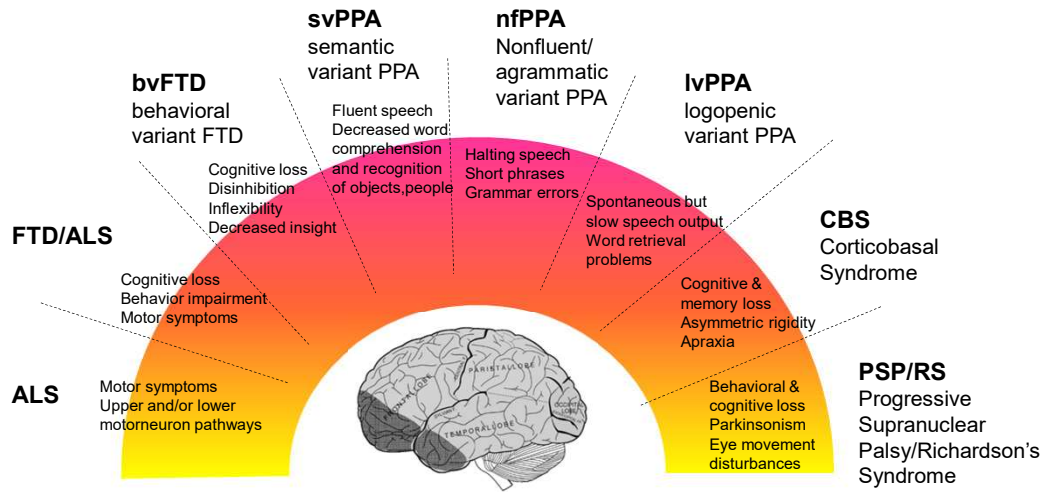 ALS
Motor symptoms
Upper and/or lower
motorneuron pathways
FTD/ALS
Cognitive loss
Behavior impairment
Motor symptoms
bvFTD
behavioral
variant FTD
Cognitive loss
Disinhibition
Inflexibility
Decreased insight
svPPA
semantic
variant PPA
Fluent speech
Decreased word
comprehension
and recognition
of objects,people
nfPPA
Nonfluent/
agrammatic
variant PPA
Halting speech
Short phrases
Grammar errors
lvPPA
logopenic
variant PPA
Spontaneous but
slow speech output
Word retrieval
problems
CBS
Corticobasal
Syndrome
Cognitive &
memory loss
Asymmetric rigidity
Apraxia
PSP/RS
Progressive
Supranuclear
Palsy/Richardson's
Syndrome
Behavioral &
cognitive loss
Parkinsonism
Eye movement
disturbances
PARISTALLOBE
TEMPORALLOBE